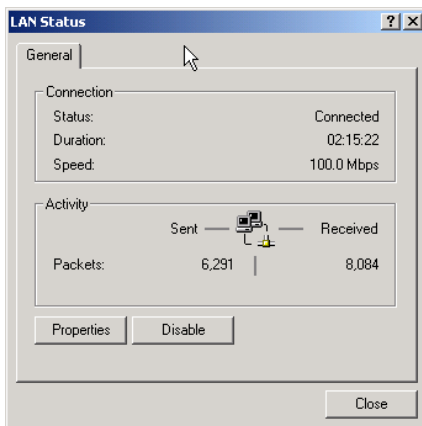 LAN Status
General
Connection
Status: Connected
Duration: 02:15:22
Speed: 100.0 Mbps
Activity
Sent Received
Packets: 6,291 8,084
Properties Disable
Close